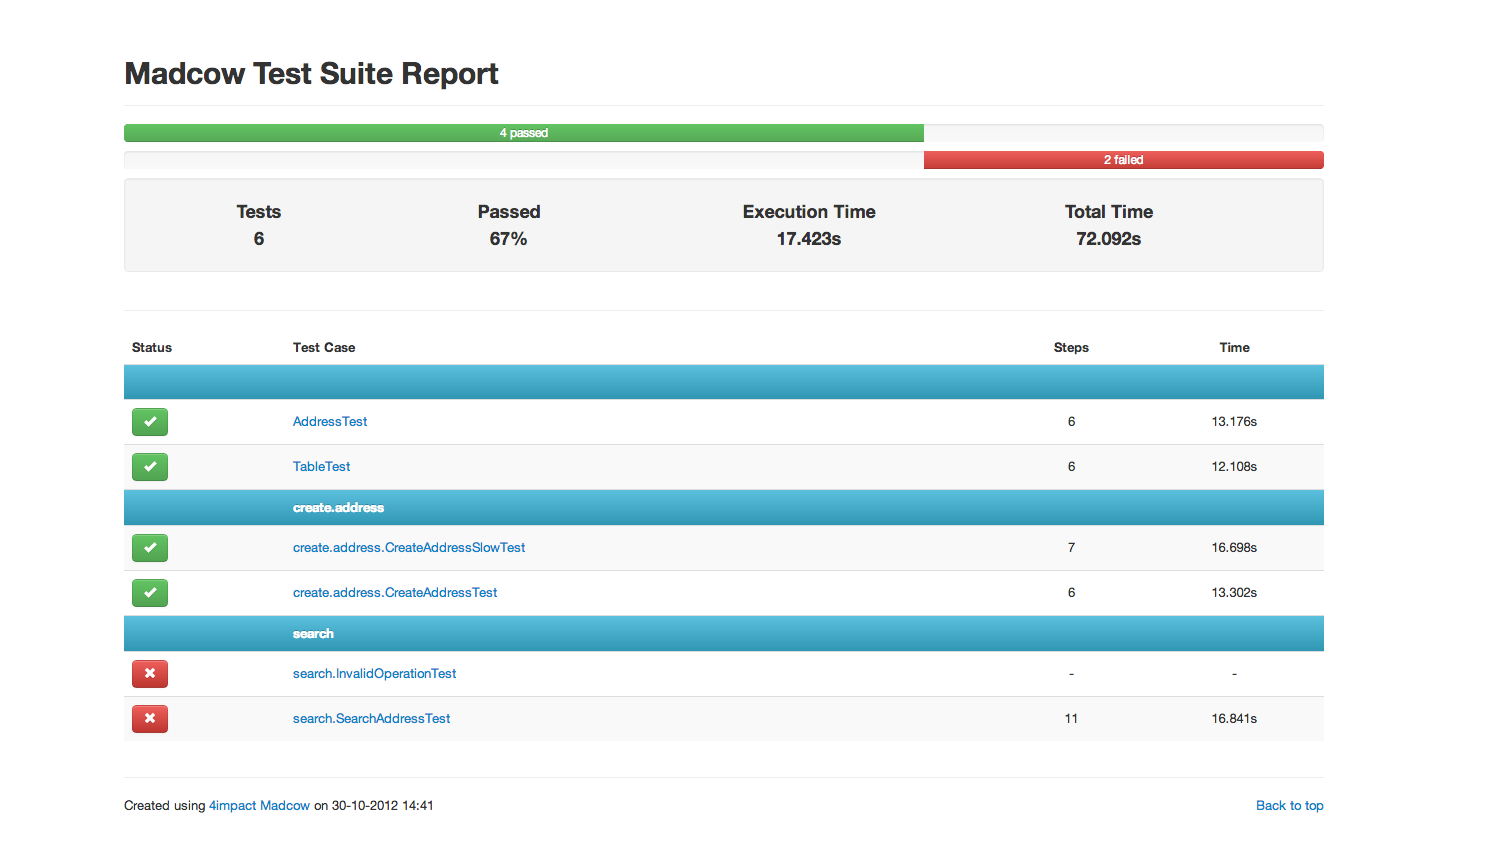 Madcow Test Suite Report
4 passed
2 failed
Tests Passed Execution Time Total Time
6 67% 17.423s 72.092s
Status Test Case Steps Time
AddressTest 6 13.176s
TableTest 6 12.108s
create.address
create.address.CreateAddressSlowTest 7 16.698s
create.address.CreateAddressTest 6 13.302s
search
search.InvalidOperationTest - -
search.SearchAddressTest 11 16.841s
Created using 4impact Madcow on 30-10-2012 14:41 Back to top